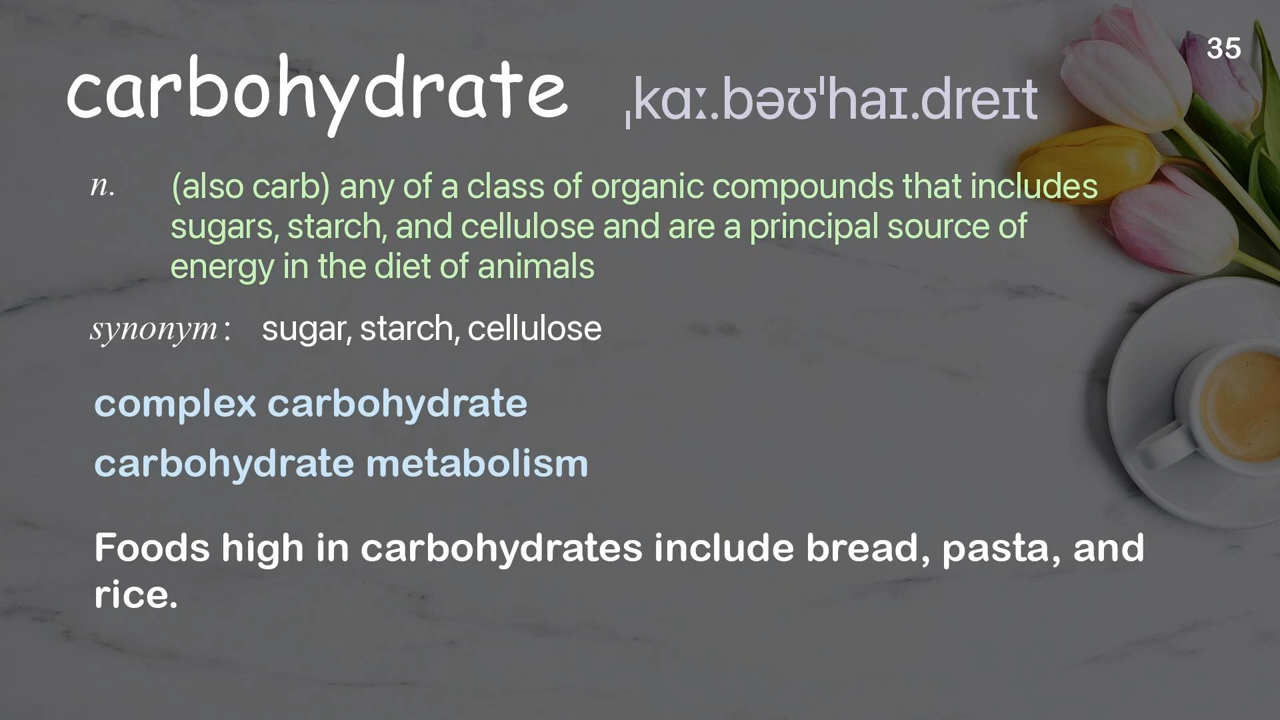 35
carbohydrate ˌkɑː.bəʊˈhaɪ.dreɪt
n. (also carb) any of a class of organic compounds that includes
sugars, starch, and cellulose and are a principal source of
energy in the diet of animals
synonym: sugar, starch, cellulose
complex carbohydrate
carbohydrate metabolism
Foods high in carbohydrates include bread, pasta, and
rice.